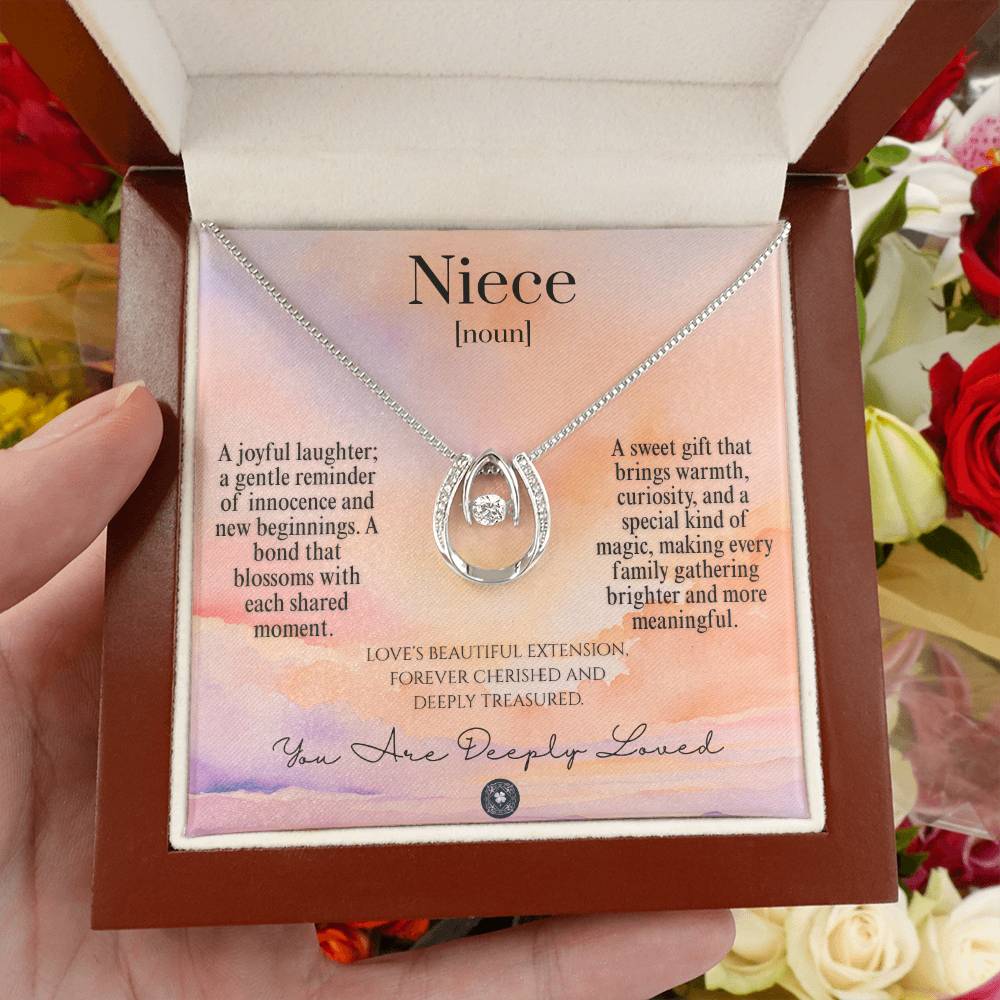 Niece
[noun]
A joyful laughter;
a gentle reminder
of innocence and
new beginnings. A
bond that
blossoms with
each shared
moment.
A sweet gift that
brings warmth,
curiosity, and a
special kind of
magic, making every
family gathering
brighter and more
meaningful.
LOVE'S BEAUTIFUL EXTENSION,
FOREVER CHERISHED AND
DEEPLY TREASURED.
You Are Deeply Loved